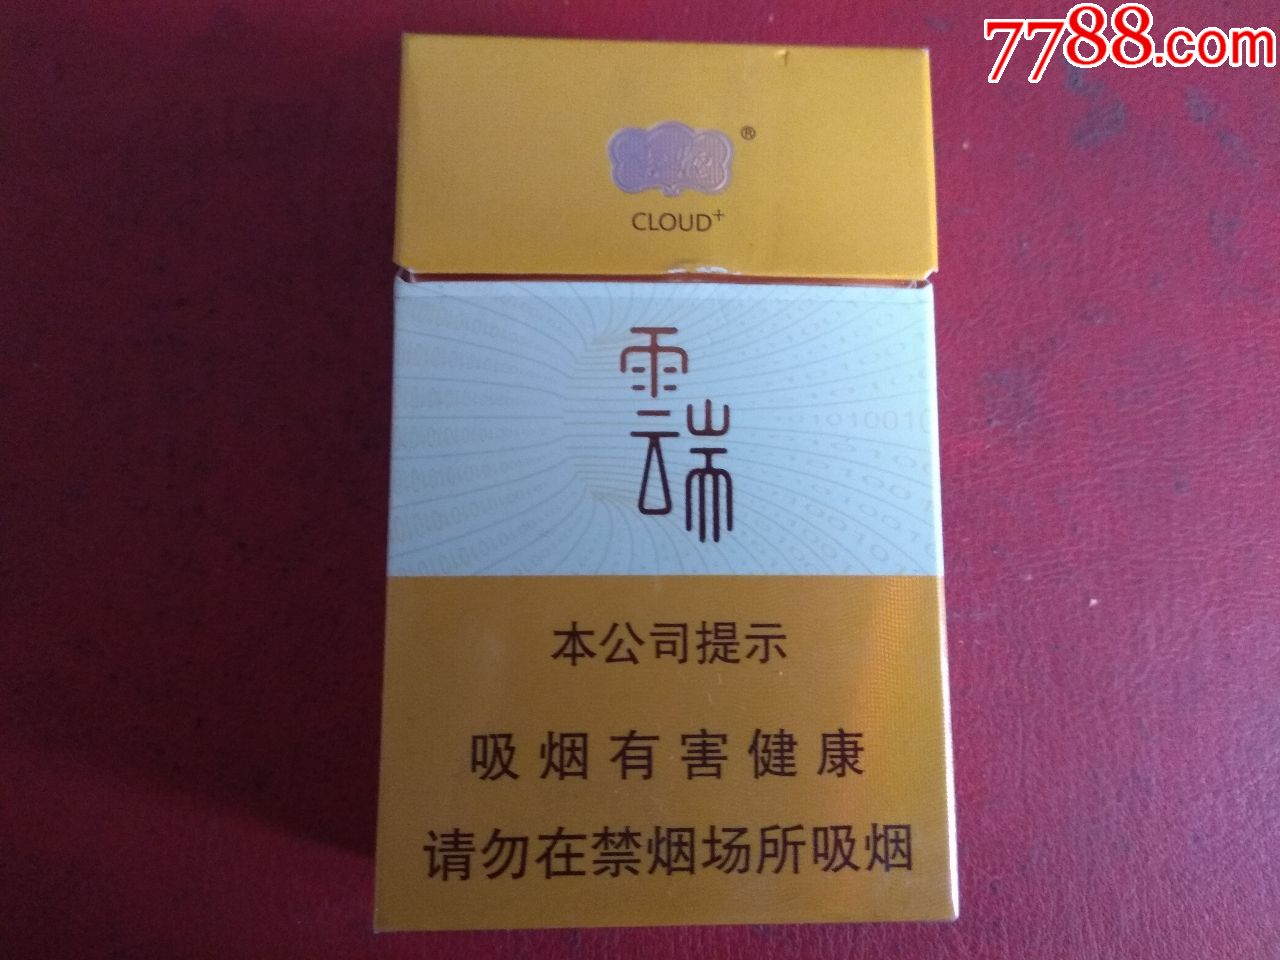 7788.com
®
CLOUD+
雲端
本公司提示
吸烟有害健康
请勿在禁烟场所吸烟